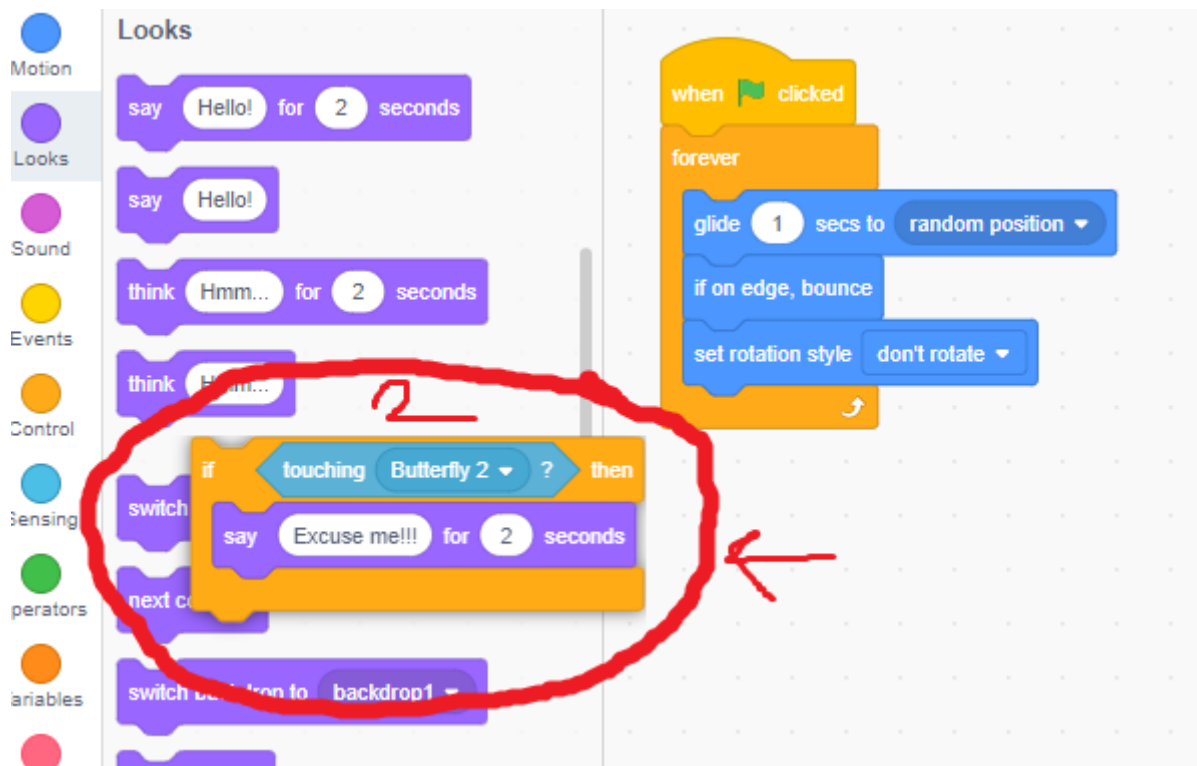 Motion
Looks
Sound
Events
Control
Sensing
perators
ariables
Looks
say Hello! for 2 seconds
say Hello!
think Hmm... for 2 seconds
think Hmm...
switch
next co
switch backdrop to backdrop1
2
if touching Butterfly 2 ? then
say Excuse me!!! for 2 seconds
when clicked
forever
glide 1 secs to random position
if on edge, bounce
set rotation style don't rotate